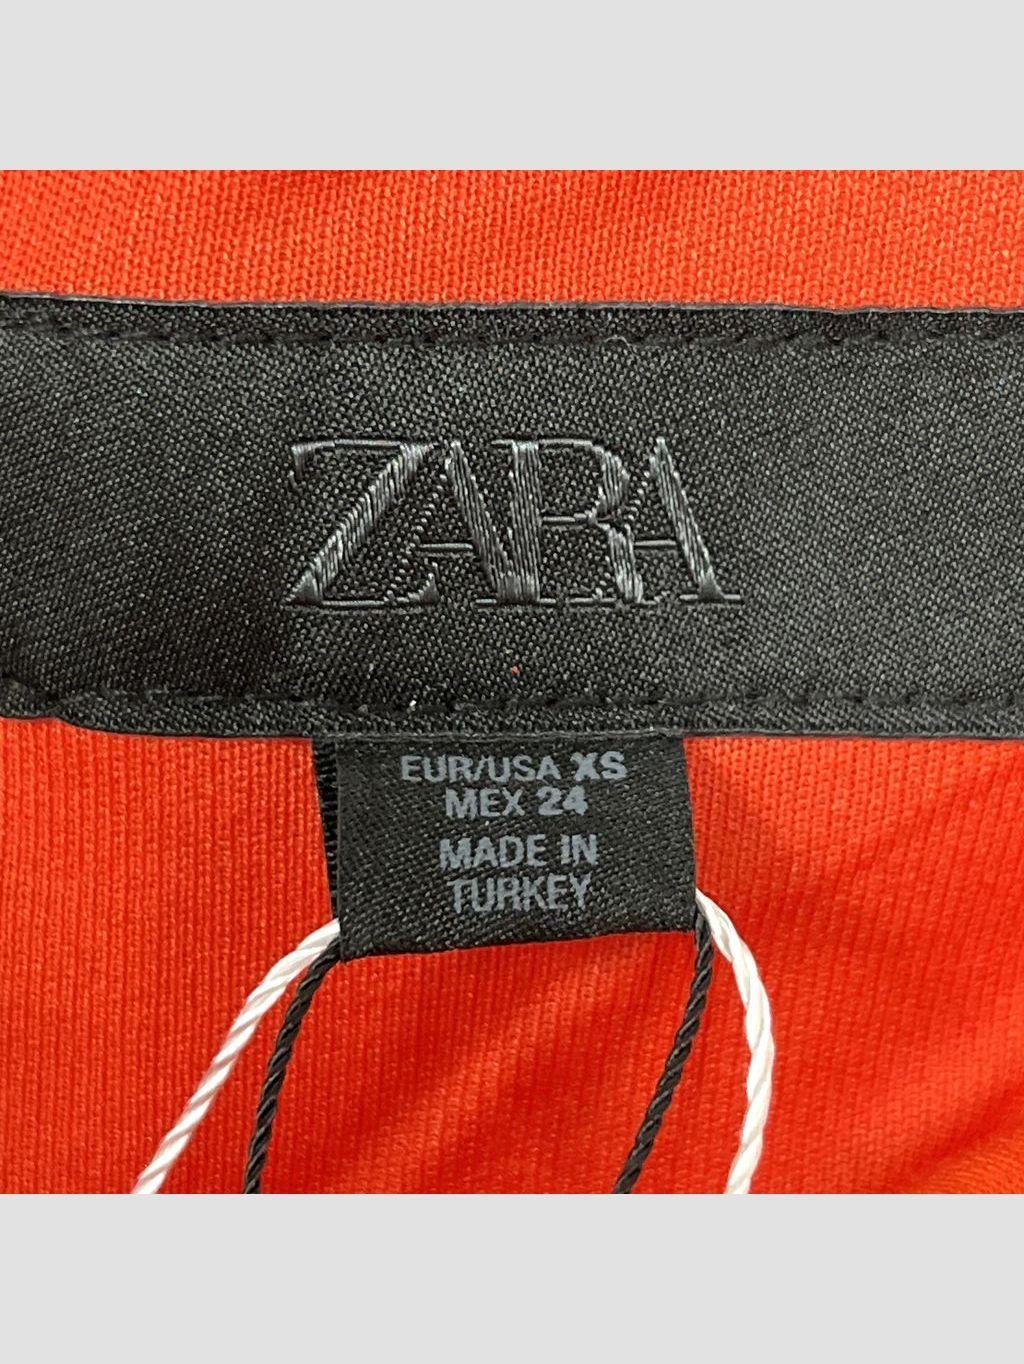 ZARA
EUR/USA XS
MEX 24
MADE IN
TURKEY